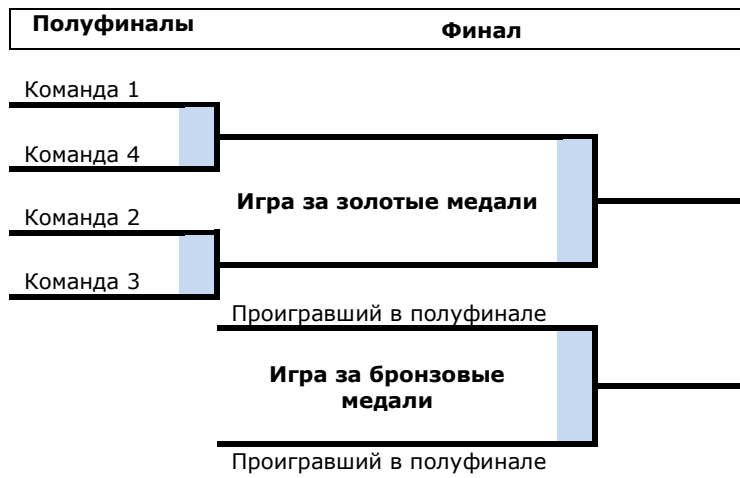 Полуфиналы
Финал
Команда 1
Команда 4
Игра за золотые медали
Команда 2
Команда 3
Проигравший в полуфинале
Игра за бронзовые
медали
Проигравший в полуфинале